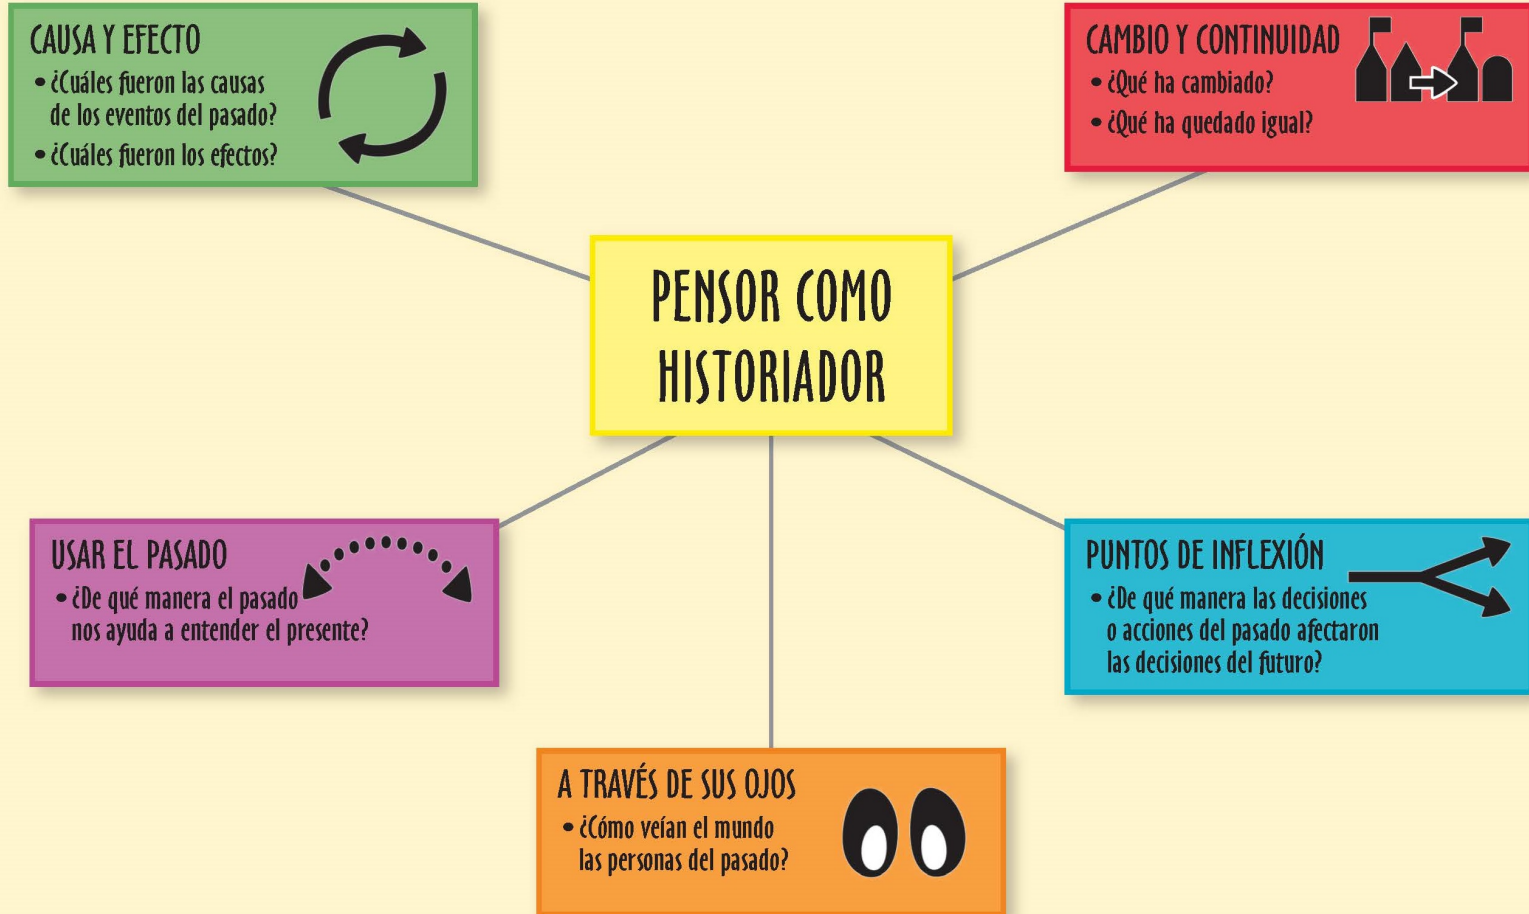 CAUSA Y EFECTO
• ¿Cuáles fueron las causas
de los eventos del pasado?
• ¿Cuáles fueron los efectos?
CAMBIO Y CONTINUIDAD
• ¿Qué ha cambiado?
• ¿Qué ha quedado igual?
PENSOR COMO
HISTORIADOR
USAR EL PASADO
• ¿De qué manera el pasado
nos ayuda a entender el presente?
PUNTOS DE INFLEXIÓN
• ¿De qué manera las decisiones
o acciones del pasado afectaron
las decisiones del futuro?
A TRAVÉS DE SUS OJOS
• ¿Cómo veían el mundo
las personas del pasado?